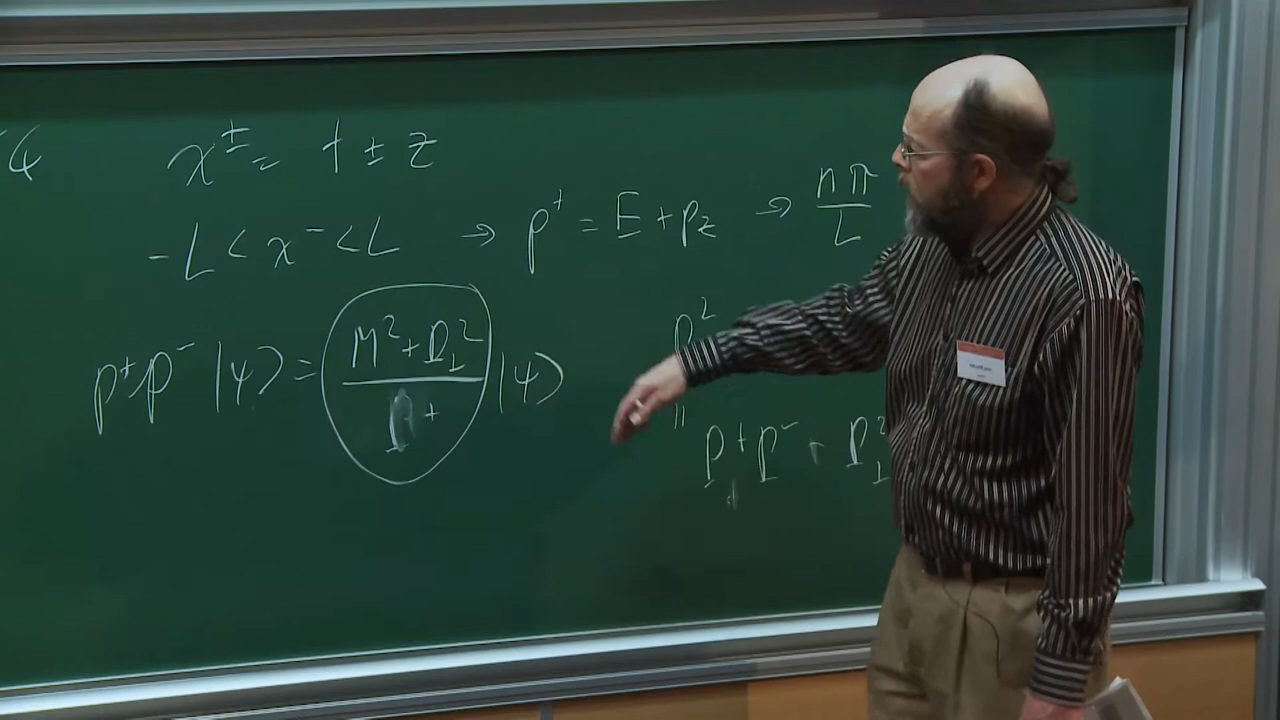 x± = t ± z
-L < x⁻ < L → p⁺ = E + p_z → nπ/L
p⁺p⁻ |ψ⟩ = (M² + P⊥²)/P⁺ |ψ⟩
p²
||
p⁺p⁻ + P⊥²